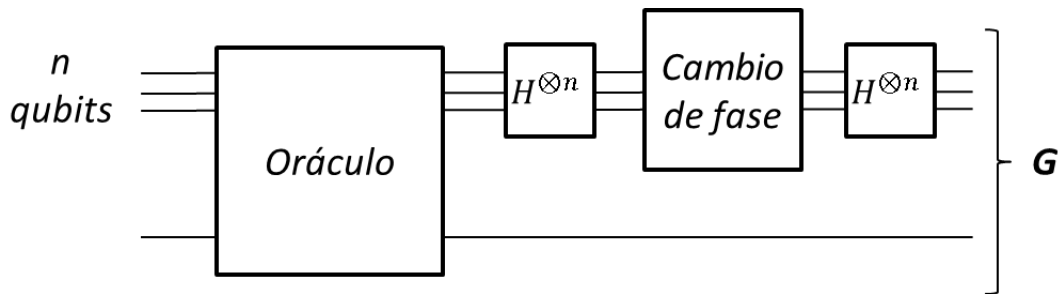 n
qubits
Oráculo
H⊗n
Cambio
de fase
H⊗n
G